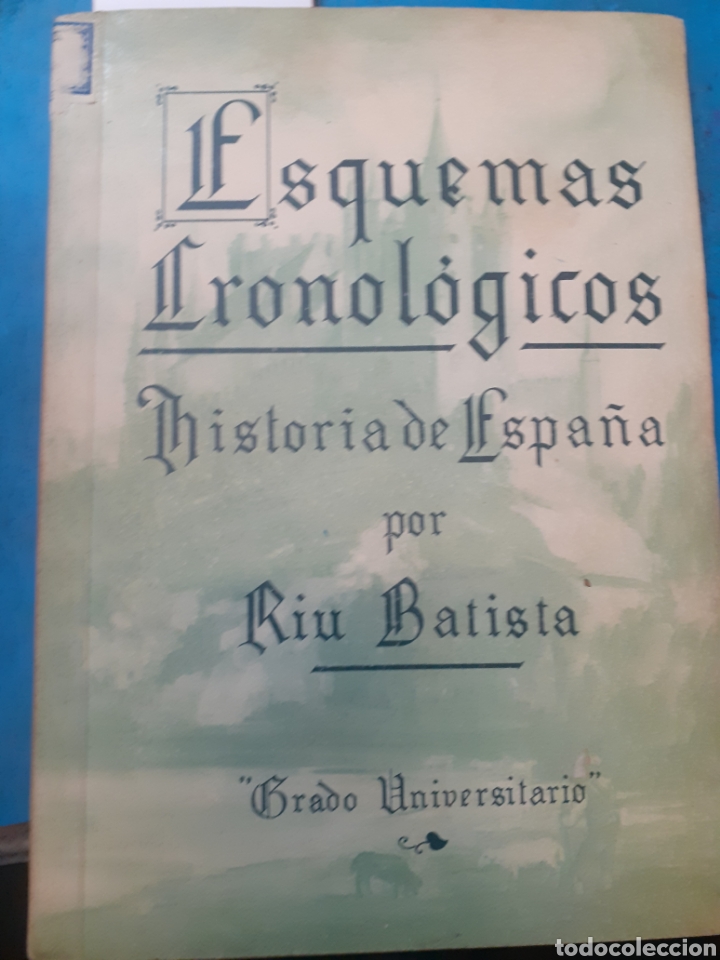 Esquemas
Cronológicos
Historia de España
por
Riu Batista
"Grado Universitario"
todocoleccion